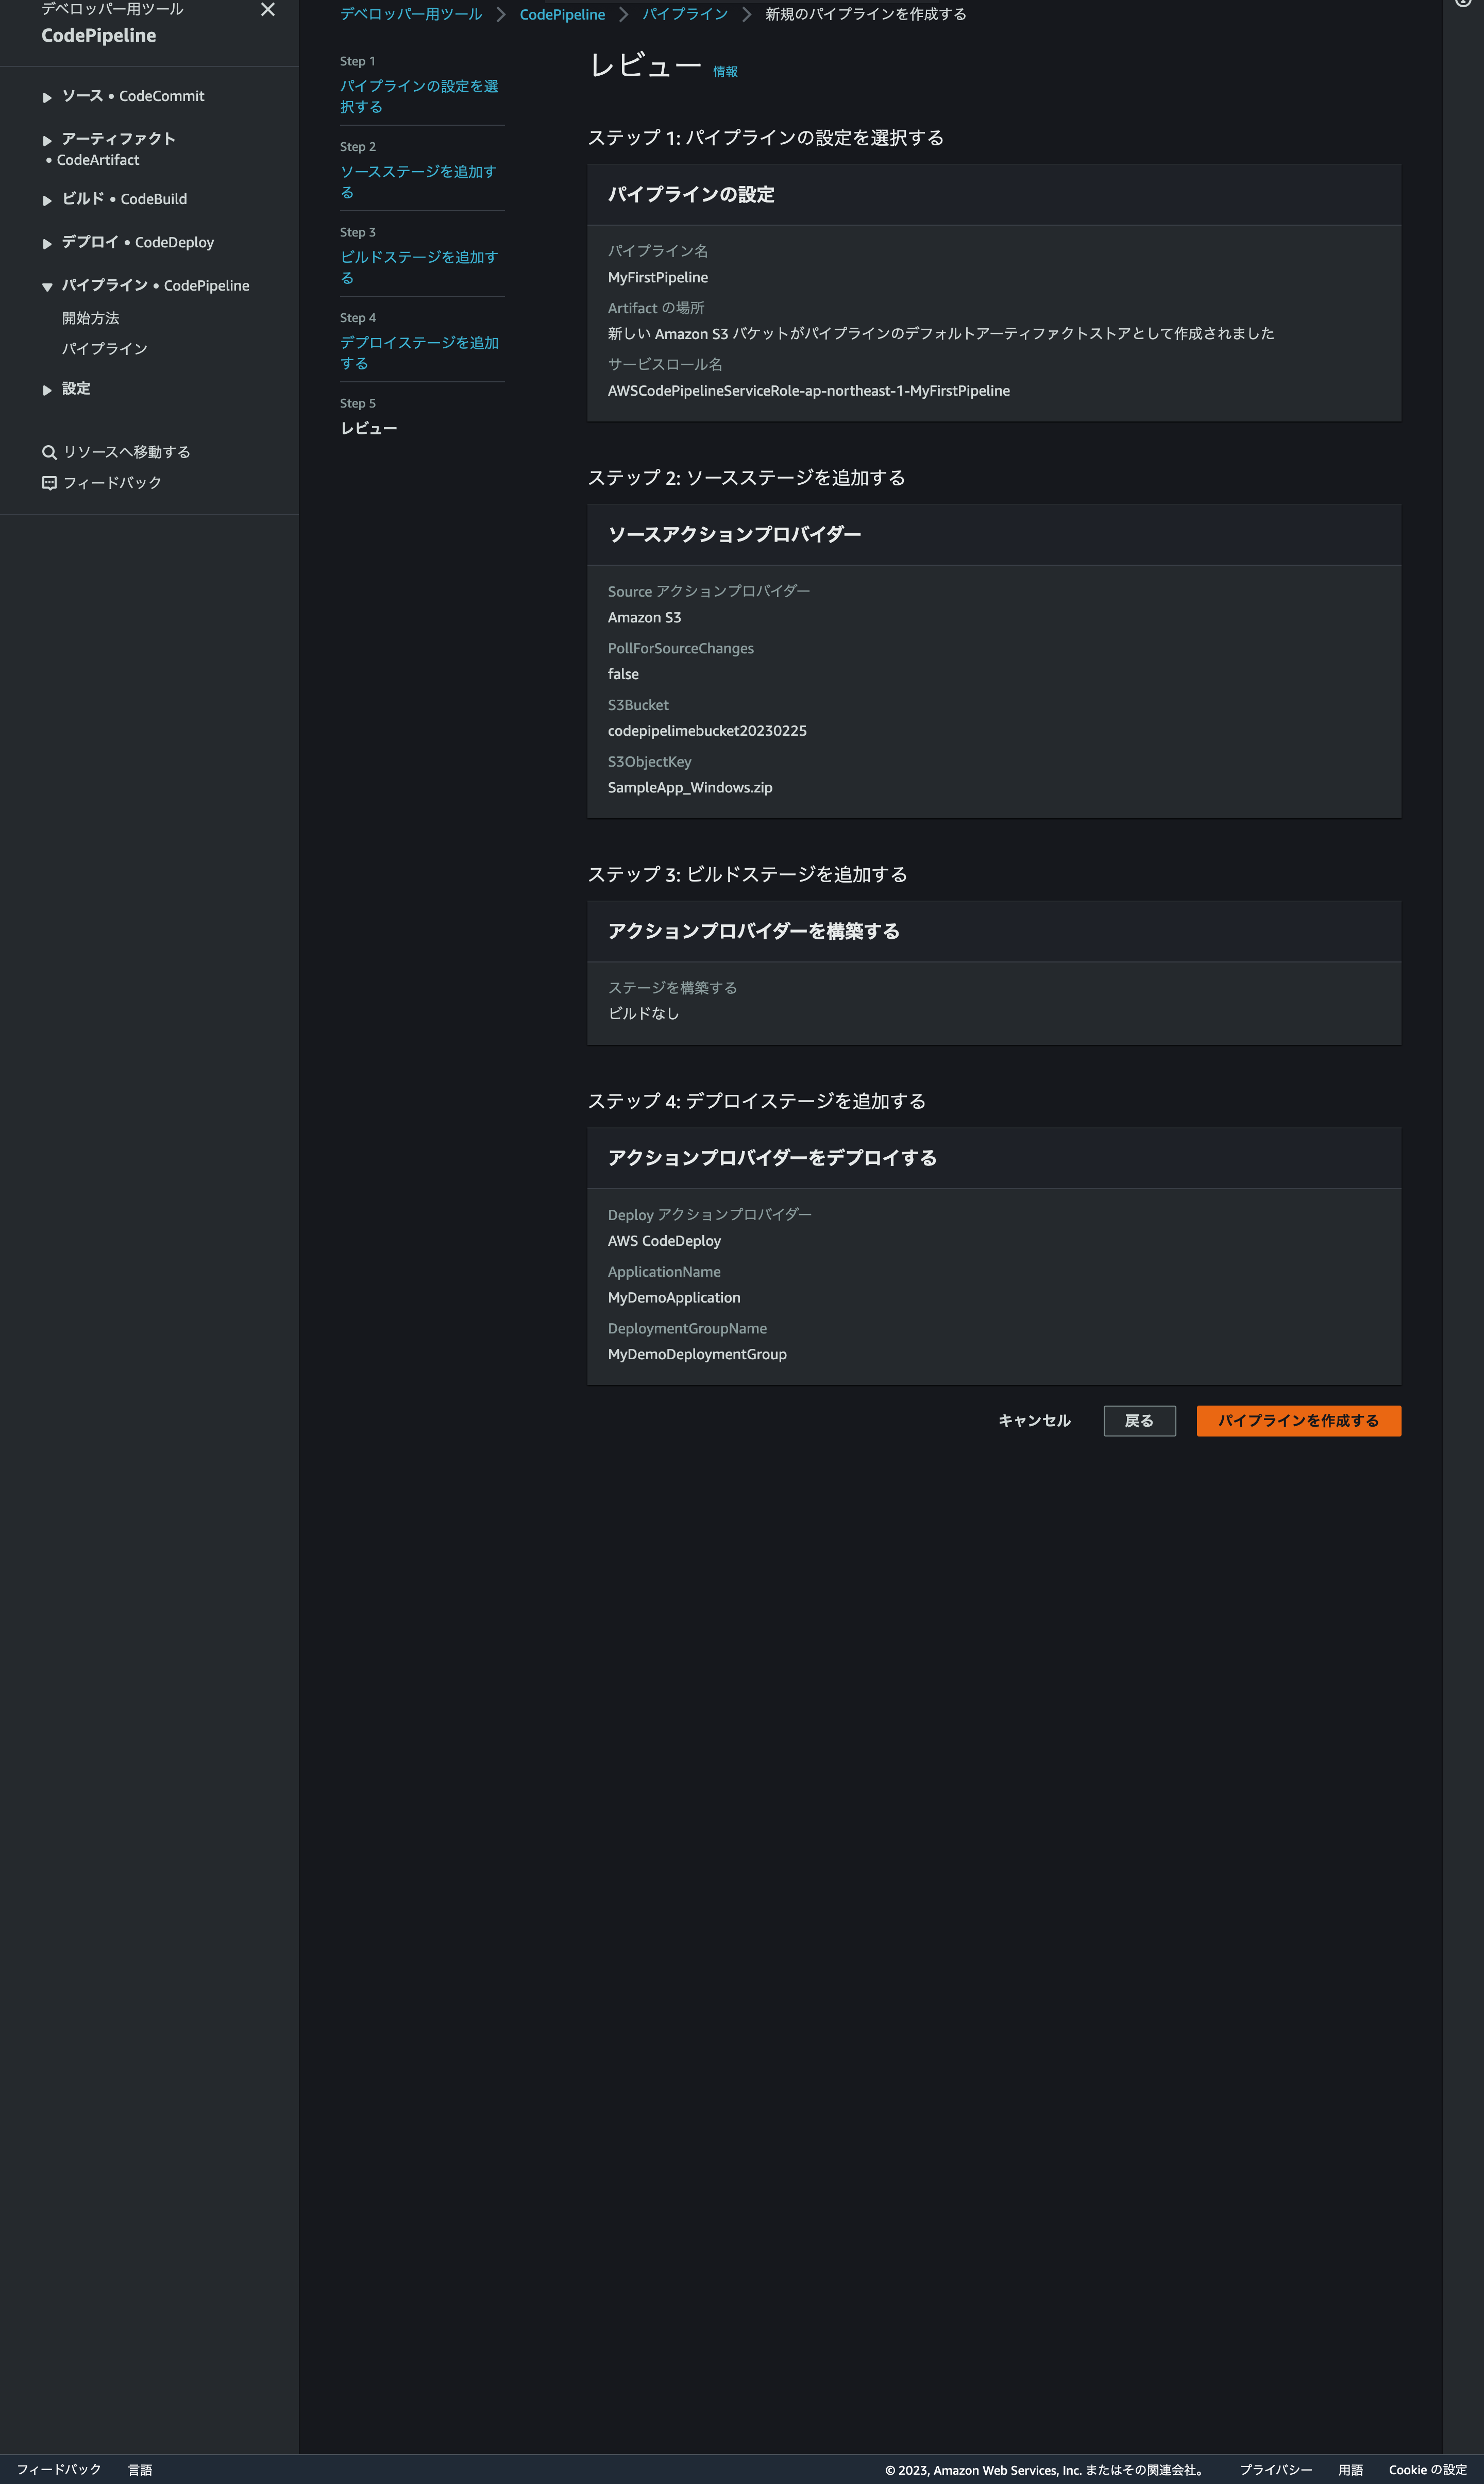 デベロッパー用ツール
CodePipeline
ソース • CodeCommit
アーティファクト
• CodeArtifact
ビルド • CodeBuild
デプロイ • CodeDeploy
パイプライン • CodePipeline
開始方法
パイプライン
設定
リソースへ移動する
フィードバック
デベロッパー用ツール > CodePipeline > パイプライン > 新規のパイプラインを作成する
Step 1
パイプラインの設定を選
択する
Step 2
ソースステージを追加す
る
Step 3
ビルドステージを追加す
る
Step 4
デプロイステージを追加
する
Step 5
レビュー
レビュー 情報
ステップ 1: パイプラインの設定を選択する
パイプラインの設定
パイプライン名
MyFirstPipeline
Artifact の場所
新しい Amazon S3 バケットがパイプラインのデフォルトアーティファクトストアとして作成されました
サービスロール名
AWSCodePipelineServiceRole-ap-northeast-1-MyFirstPipeline
ステップ 2: ソースステージを追加する
ソースアクションプロバイダー
Source アクションプロバイダー
Amazon S3
PollForSourceChanges
false
S3Bucket
codepipelimebucket20230225
S3ObjectKey
SampleApp_Windows.zip
ステップ 3: ビルドステージを追加する
アクションプロバイダーを構築する
ステージを構築する
ビルドなし
ステップ 4: デプロイステージを追加する
アクションプロバイダーをデプロイする
Deploy アクションプロバイダー
AWS CodeDeploy
ApplicationName
MyDemoApplication
DeploymentGroupName
MyDemoDeploymentGroup
キャンセル 戻る パイプラインを作成する
フィードバック 言語 © 2023, Amazon Web Services, Inc. またはその関連会社。 プライバシー 用語 Cookie の設定